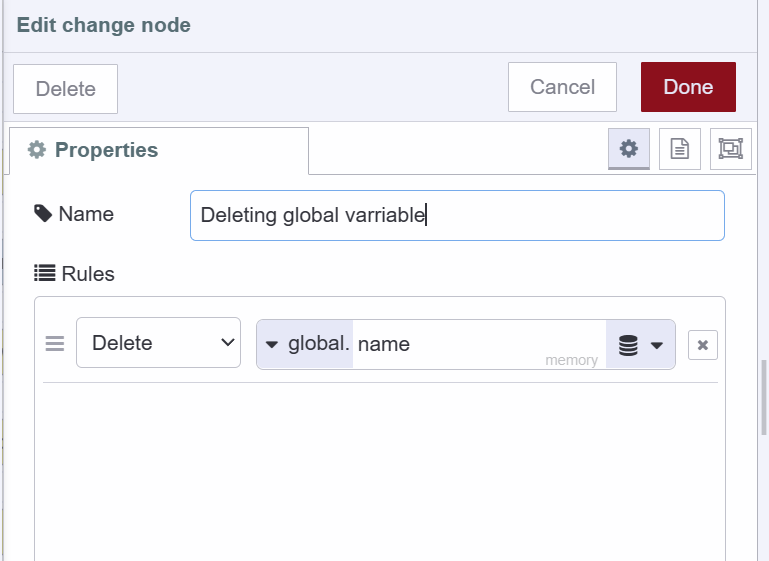 Edit change node
Delete
Cancel
Done
Properties
Name
Deleting global varriable
Rules
Delete
global. name
memory